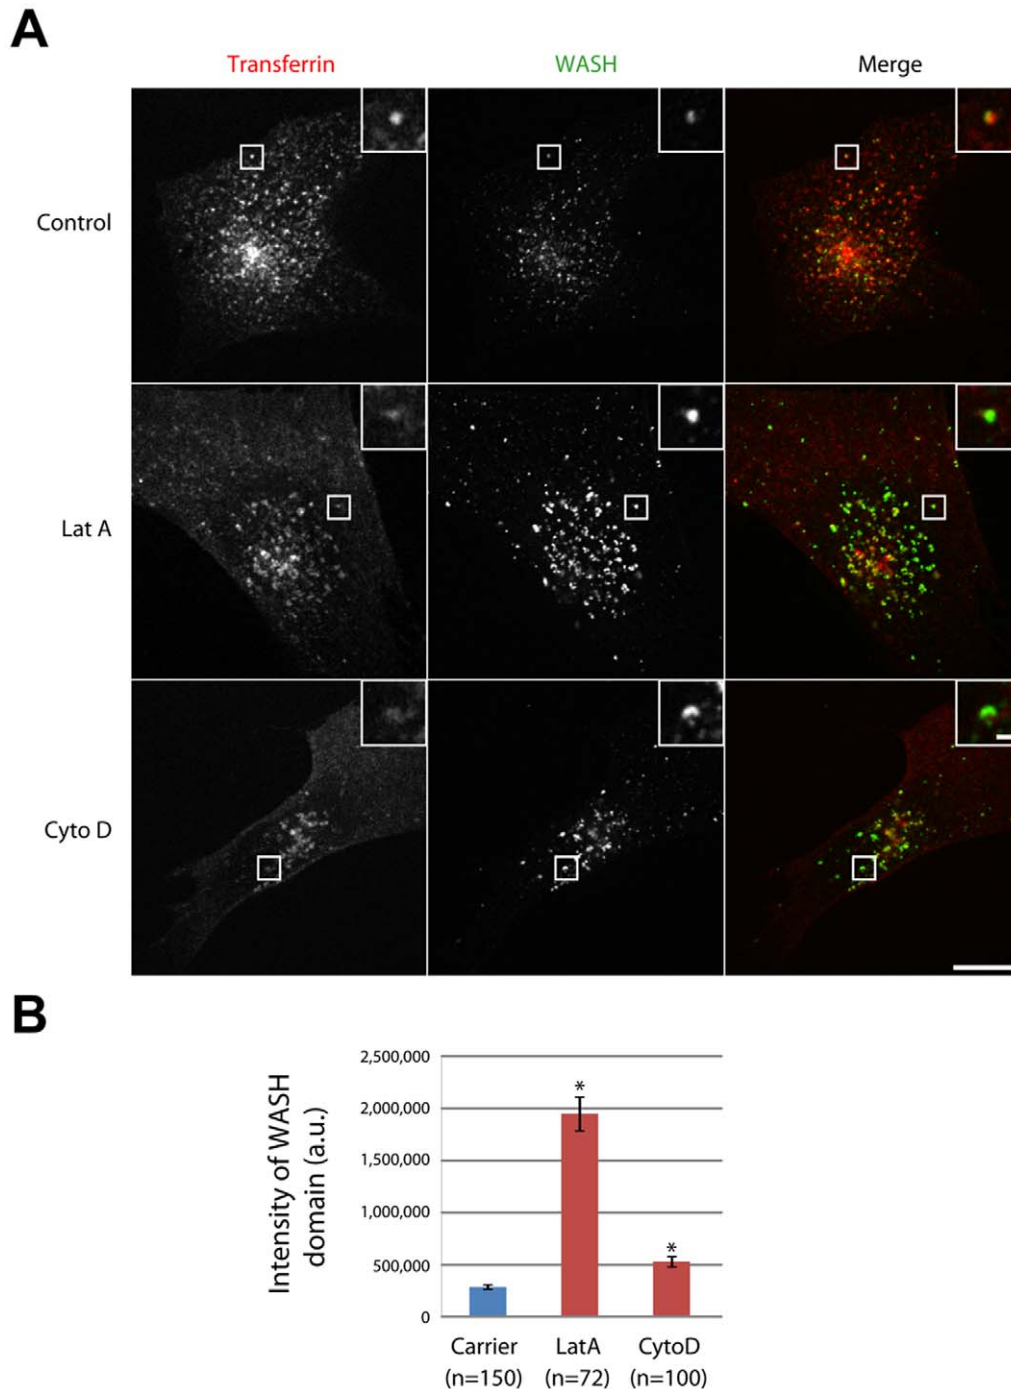 A
Transferrin WASH Merge
Control
Lat A
Cyto D
B
Intensity of WASH
domain (a.u.)
2,500,000
2,000,000
1,500,000
1,000,000
500,000
0
*
*
Carrier LatA CytoD
(n=150) (n=72) (n=100)